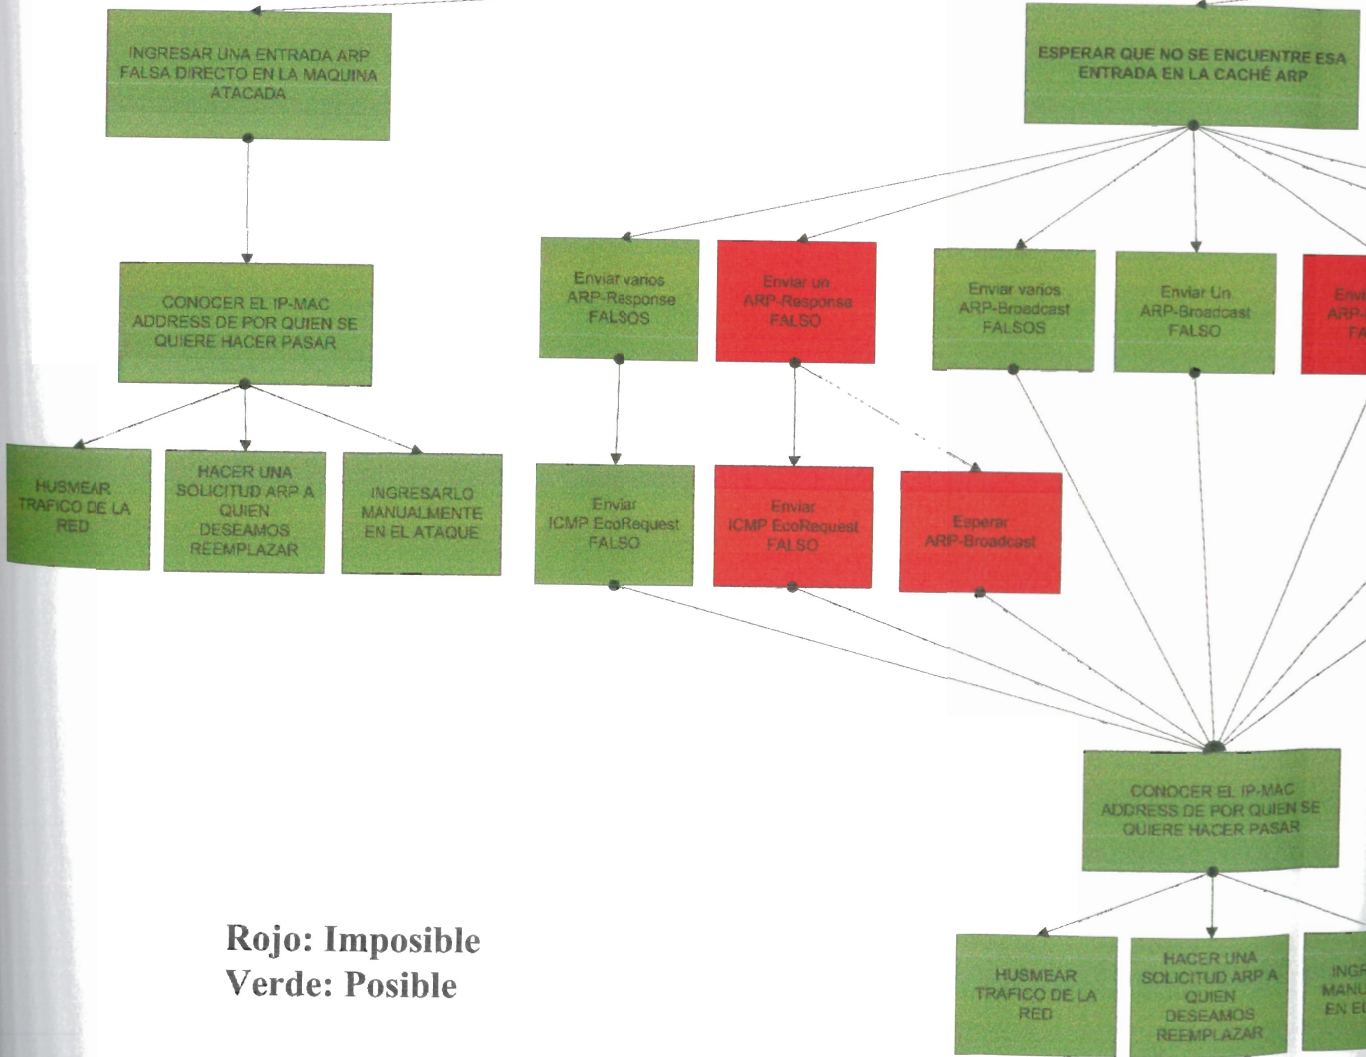 INGRESAR UNA ENTRADA ARP
FALSA DIRECTO EN LA MAQUINA
ATACADA
ESPERAR QUE NO SE ENCUENTRE ESA
ENTRADA EN LA CACHÉ ARP
CONOCER EL IP-MAC
ADDRESS DE POR QUIEN SE
QUIERE HACER PASAR
Enviar varios
ARP-Response
FALSOS
Enviar un
ARP-Response
FALSO
Enviar varios
ARP-Broadcast
FALSOS
Enviar Un
ARP-Broadcast
FALSO
HUSMEAR
TRAFICO DE LA
RED
HACER UNA
SOLICITUD ARP A
QUIEN
DESEAMOS
REEMPLAZAR
INGRESARLO
MANUALMENTE
EN EL ATAQUE
Enviar
ICMP EcoRequest
FALSO
Enviar
ICMP EcoRequest
FALSO
Esperar
ARP-Broadcast
CONOCER EL IP-MAC
ADDRESS DE POR QUIEN SE
QUIERE HACER PASAR
Rojo: Imposible
Verde: Posible
HUSMEAR
TRAFICO DE LA
RED
HACER UNA
SOLICITUD ARP A
QUIEN
DESEAMOS
REEMPLAZAR